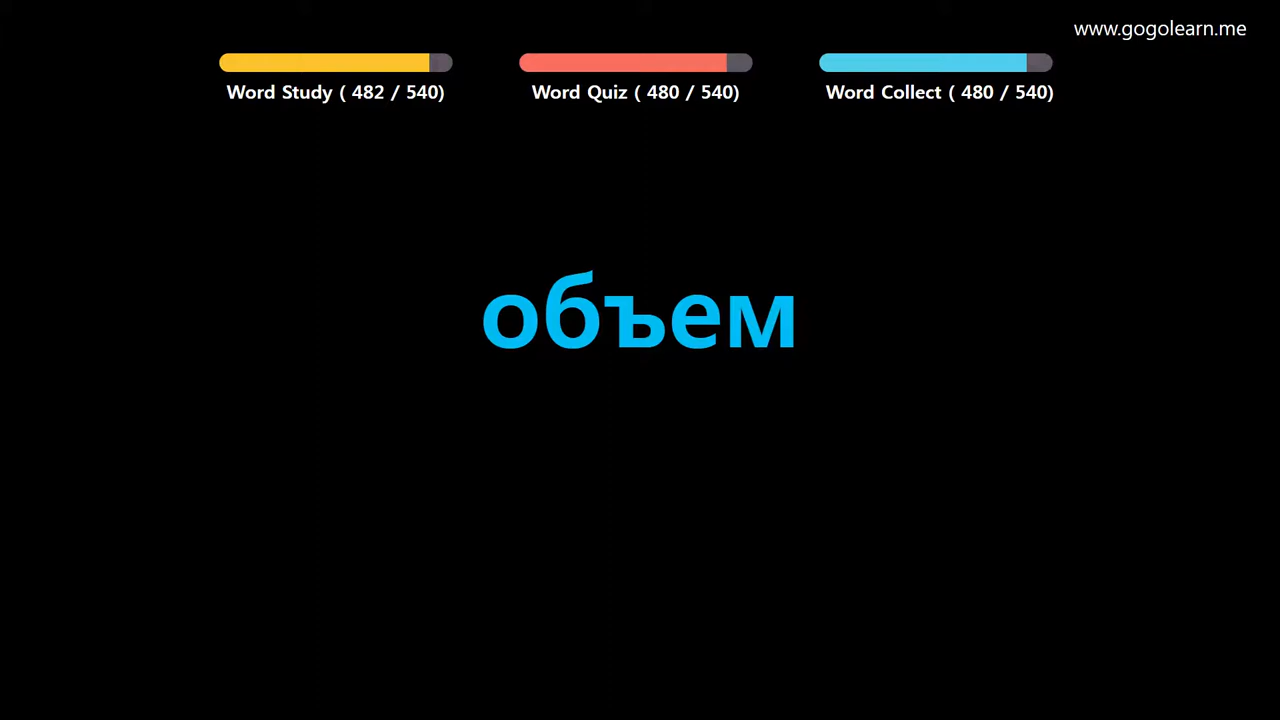 www.gogolearn.me
Word Study ( 482 / 540)
Word Quiz ( 480 / 540)
Word Collect ( 480 / 540)
объем